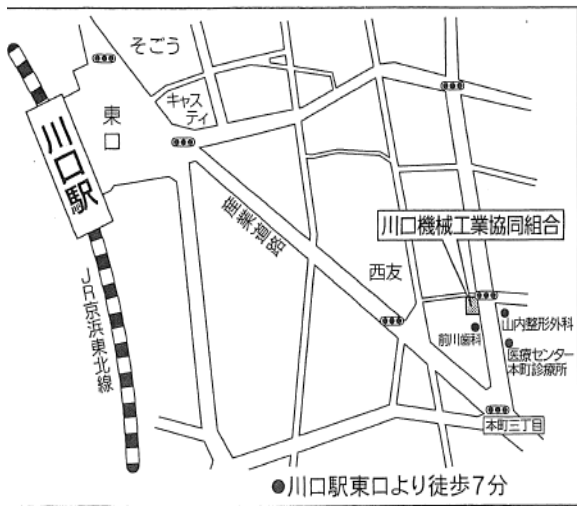 そごう
キャス
ティ
東口
川口駅
産業道路
川口機械工業協同組合
西友
JR京浜東北線
山内整形外科
前川歯科
医療センター
本町診療所
本町三丁目
●川口駅東口より徒歩7分